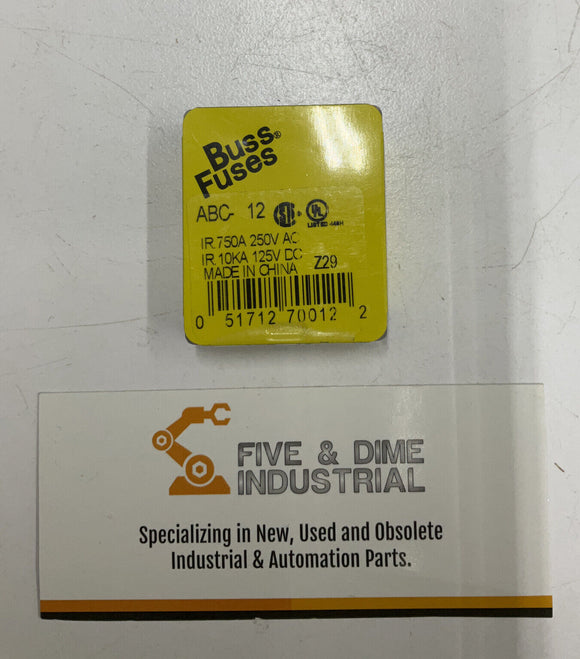 Buss®
Fuses
ABC- 12
LISTED
IR.750A 250V AC
IR.10KA 125V DC
MADE IN CHINA Z29
0 51712 70012 2
FIVE & DIME
INDUSTRIAL
Specializing in New, Used and Obsolete
Industrial & Automation Parts.